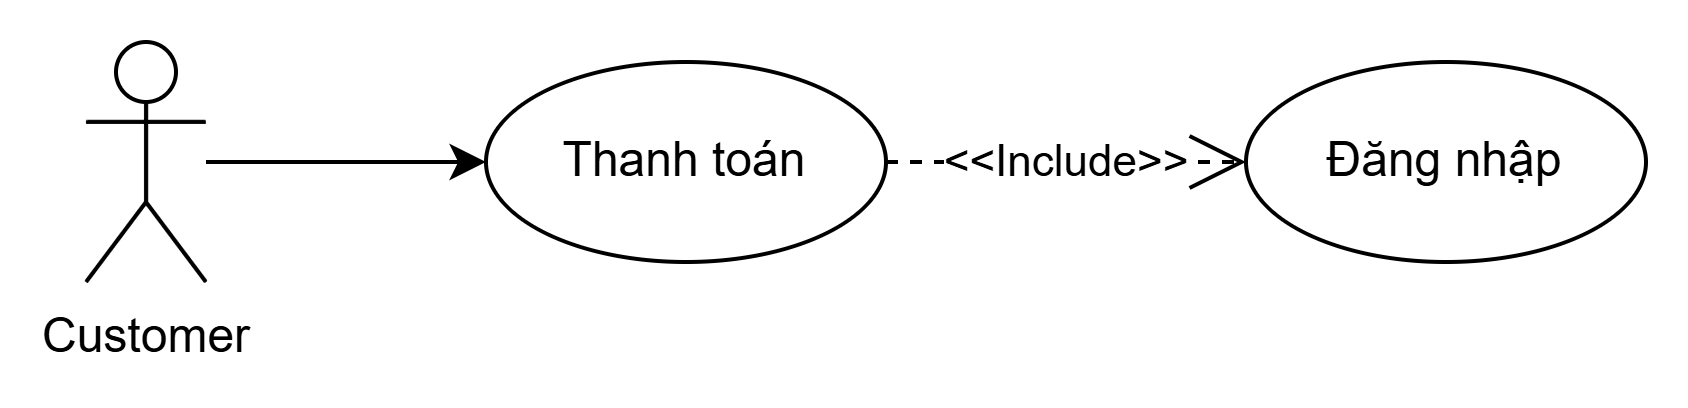 Thanh toán
<<Include>>
Đăng nhập
Customer